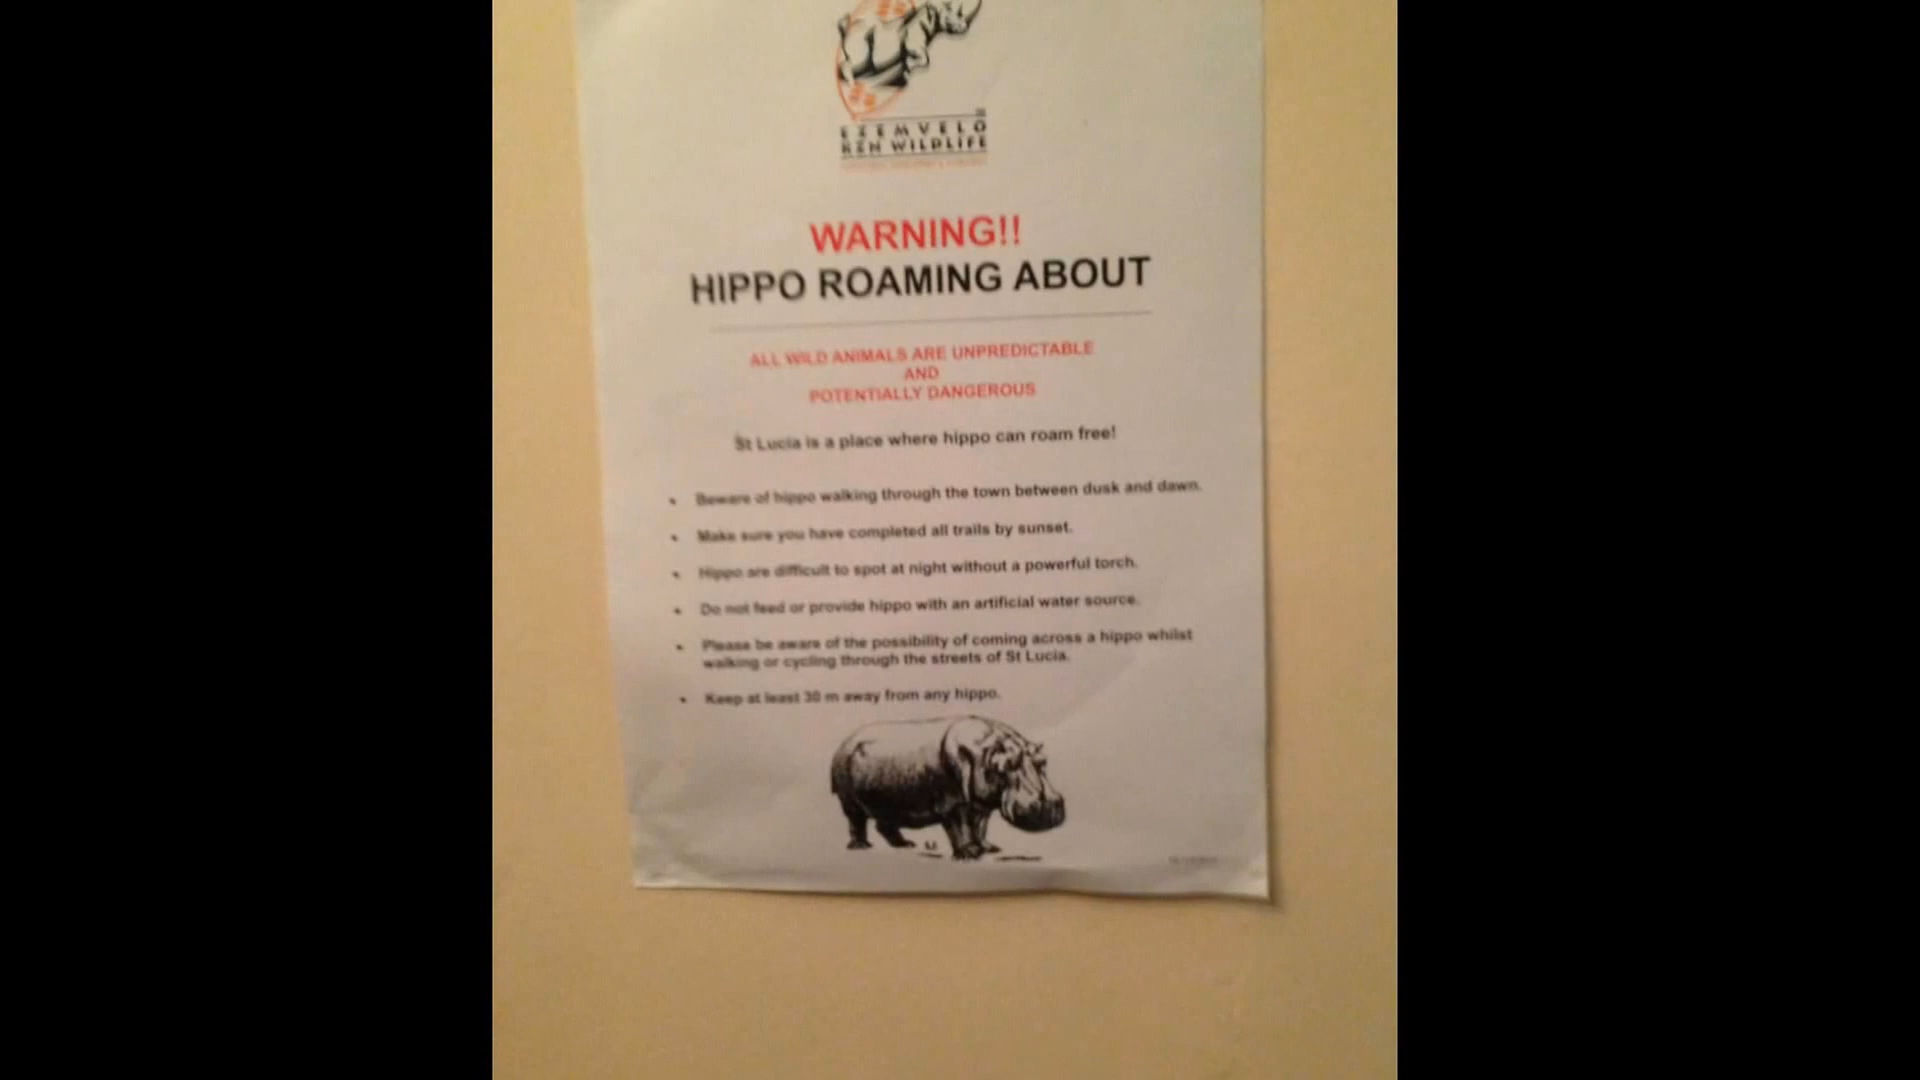 EZEMVELO
KZN WILDLIFE
WARNING!!
HIPPO ROAMING ABOUT
ALL WILD ANIMALS ARE UNPREDICTABLE
AND
POTENTIALLY DANGEROUS
St Lucia is a place where hippo can roam free!
• Beware of hippo walking through the town between dusk and dawn.
• Make sure you have completed all trails by sunset.
• Hippo are difficult to spot at night without a powerful torch.
• Do not feed or provide hippo with an artificial water source.
• Please be aware of the possibility of coming across a hippo whilst
walking or cycling through the streets of St Lucia.
• Keep at least 30 m away from any hippo.